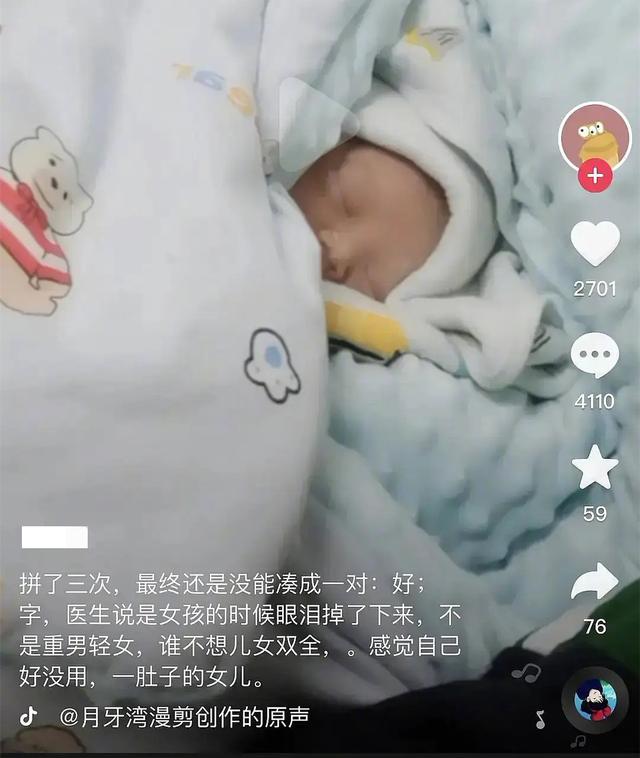 2701
4110
59
76
拼了三次，最终还是没能凑成一对：好；
字，医生说是女孩的时候眼泪掉了下来，不
是重男轻女，谁不想儿女双全，。感觉自己
好没用，一肚子的女儿。
@月牙湾漫剪创作的原声